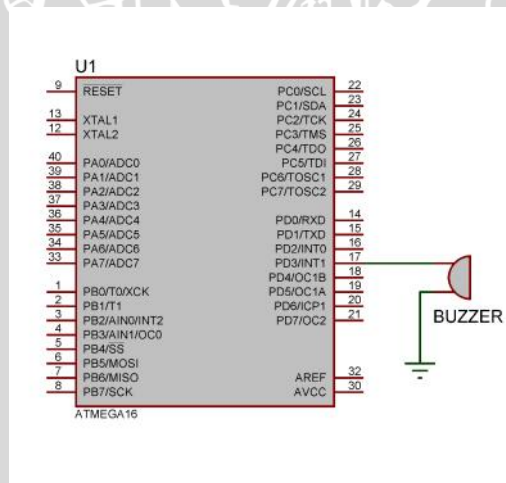 U1
9 RESET
13 XTAL1
12 XTAL2
40 PA0/ADC0
39 PA1/ADC1
38 PA2/ADC2
37 PA3/ADC3
36 PA4/ADC4
35 PA5/ADC5
34 PA6/ADC6
33 PA7/ADC7
1 PB0/T0/XCK
2 PB1/T1
3 PB2/AIN0/INT2
4 PB3/AIN1/OC0
5 PB4/SS
6 PB5/MOSI
7 PB6/MISO
8 PB7/SCK
PC0/SCL 22
PC1/SDA 23
PC2/TCK 24
PC3/TMS 25
PC4/TDO 26
PC5/TDI 27
PC6/TOSC1 28
PC7/TOSC2 29
PD0/RXD 14
PD1/TXD 15
PD2/INT0 16
PD3/INT1 17
PD4/OC1B 18
PD5/OC1A 19
PD6/ICP1 20
PD7/OC2 21
AREF 32
AVCC 30
ATMEGA16
BUZZER